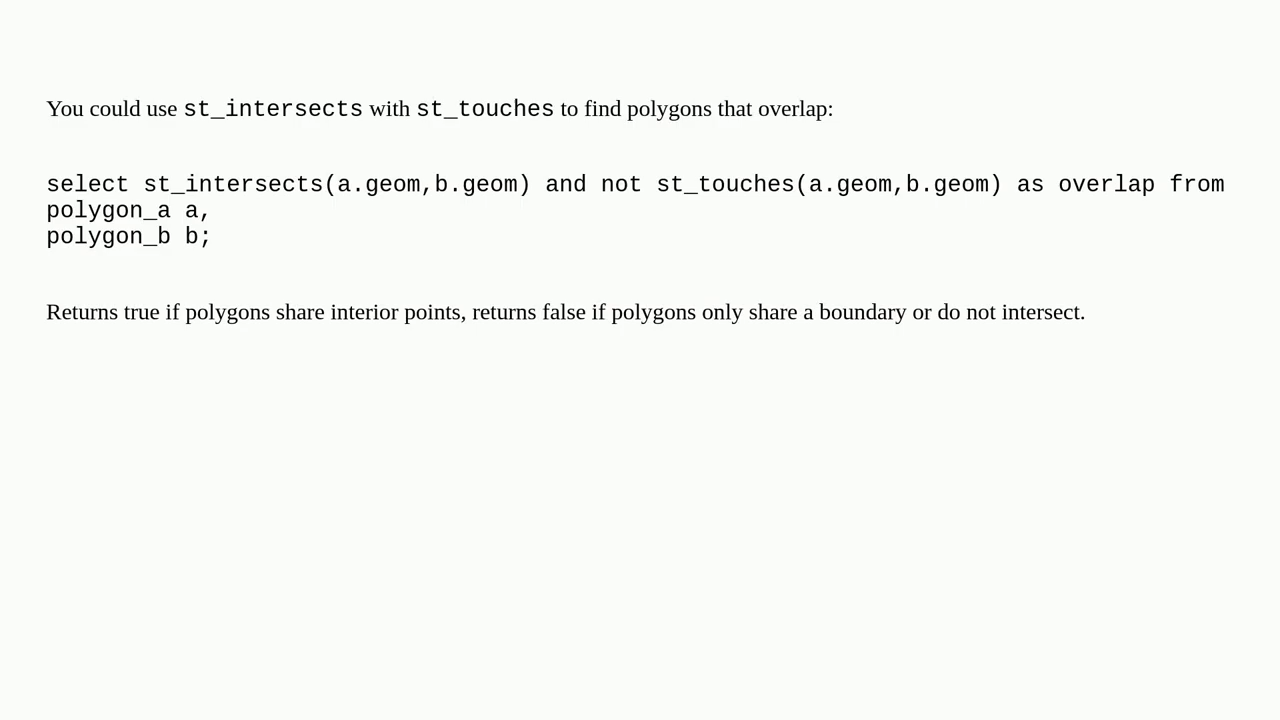 You could use st_intersects with st_touches to find polygons that overlap:
select st_intersects(a.geom,b.geom) and not st_touches(a.geom,b.geom) as overlap from
polygon_a a,
polygon_b b;
Returns true if polygons share interior points, returns false if polygons only share a boundary or do not intersect.